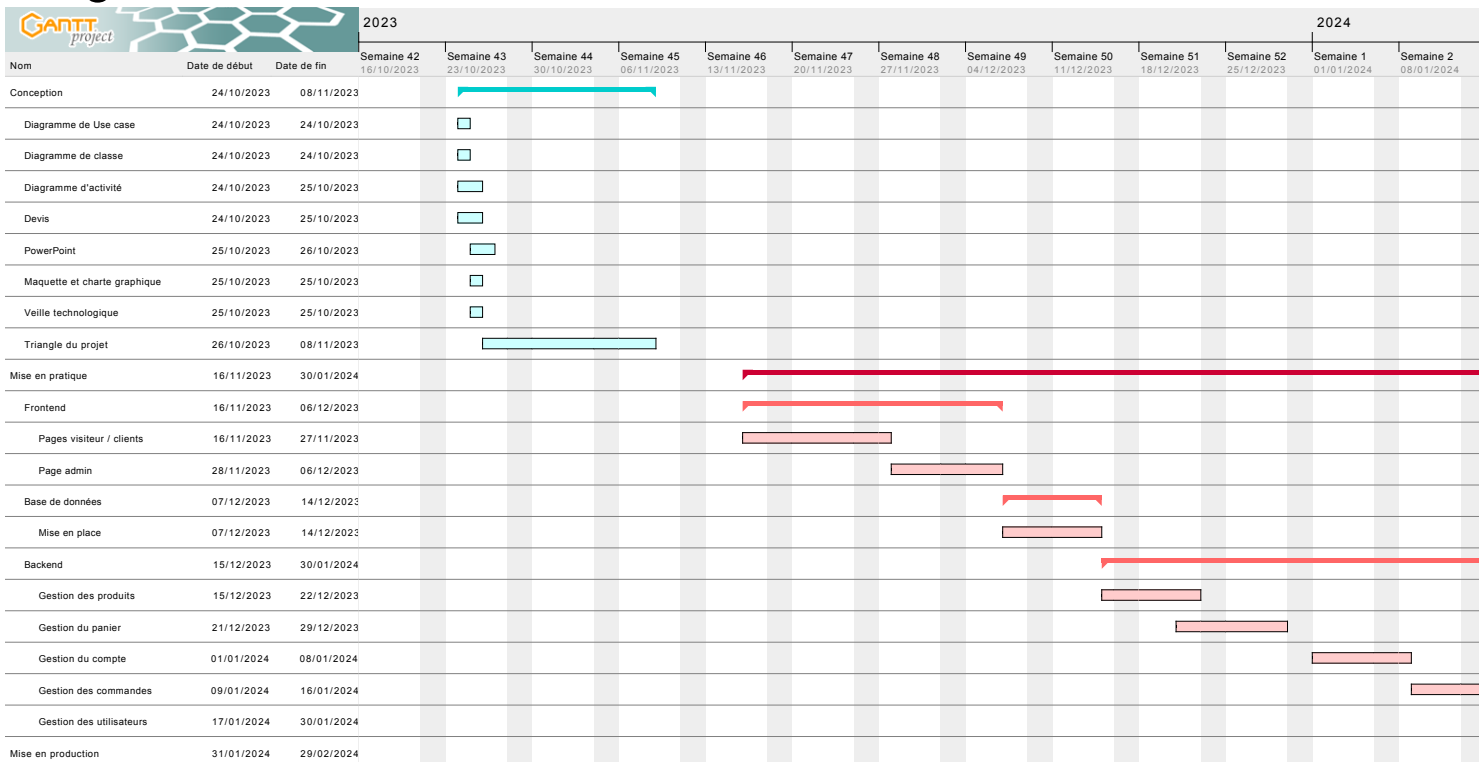 GANTT project
2023 2024
Nom Date de début Date de fin
Semaine 42 Semaine 43 Semaine 44 Semaine 45 Semaine 46 Semaine 47 Semaine 48 Semaine 49 Semaine 50 Semaine 51 Semaine 52 Semaine 1 Semaine 2
16/10/2023 23/10/2023 30/10/2023 06/11/2023 13/11/2023 20/11/2023 27/11/2023 04/12/2023 11/12/2023 18/12/2023 25/12/2023 01/01/2024 08/01/2024
Conception 24/10/2023 08/11/2023
Diagramme de Use case 24/10/2023 24/10/2023
Diagramme de classe 24/10/2023 24/10/2023
Diagramme d'activité 24/10/2023 25/10/2023
Devis 24/10/2023 25/10/2023
PowerPoint 25/10/2023 26/10/2023
Maquette et charte graphique 25/10/2023 25/10/2023
Veille technologique 25/10/2023 25/10/2023
Triangle du projet 26/10/2023 08/11/2023
Mise en pratique 16/11/2023 30/01/2024
Frontend 16/11/2023 06/12/2023
Pages visiteur / clients 16/11/2023 27/11/2023
Page admin 28/11/2023 06/12/2023
Base de données 07/12/2023 14/12/2023
Mise en place 07/12/2023 14/12/2023
Backend 15/12/2023 30/01/2024
Gestion des produits 15/12/2023 22/12/2023
Gestion du panier 21/12/2023 29/12/2023
Gestion du compte 01/01/2024 08/01/2024
Gestion des commandes 09/01/2024 16/01/2024
Gestion des utilisateurs 17/01/2024 30/01/2024
Mise en production 31/01/2024 29/02/2024